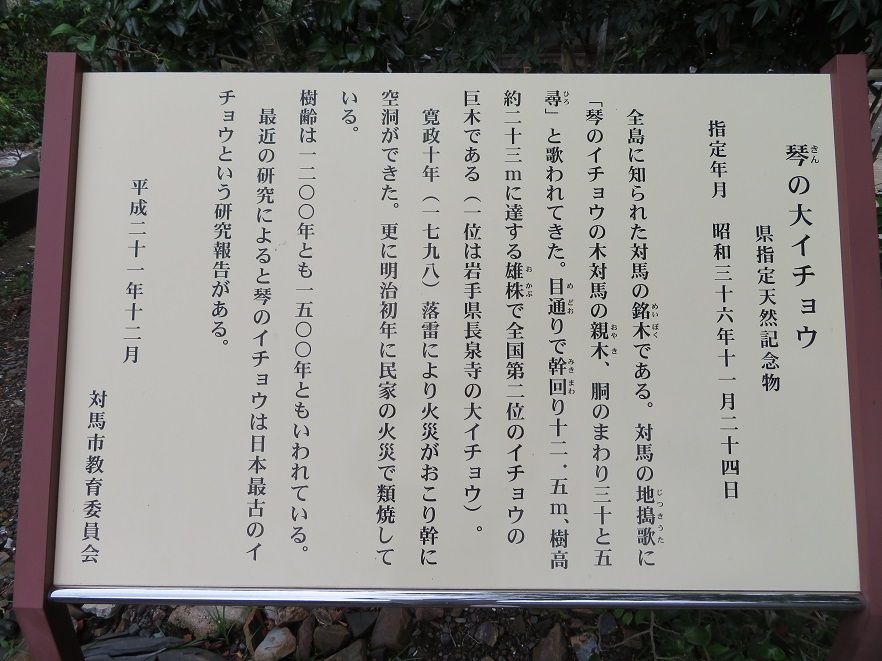 琴の大イチョウ
県指定天然記念物
指定年月 昭和三十六年十一月二十四日
全島に知られた対馬の銘木である。対馬の地搗歌に
「琴のイチョウの木対馬の親木、胴のまわり三十と五
尋」と歌われてきた。目通りで幹回り十二.五m、樹高
約二十三mに達する雄株で全国第二位のイチョウの
巨木である(一位は岩手県長泉寺の大イチョウ)。
寛政十年(一七九八)落雷により火災がおこり幹に
空洞ができた。更に明治初年に民家の火災で類焼して
いる。
樹齢は一二〇〇年とも一五〇〇年ともいわれている。
最近の研究によると琴のイチョウは日本最古のイ
チョウという研究報告がある。
平成二十一年十二月
対馬市教育委員会